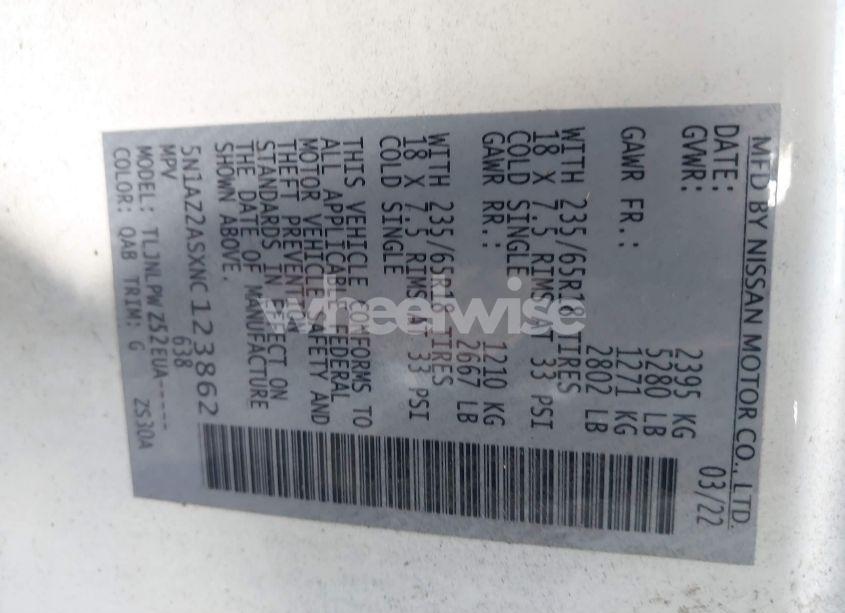 MFD BY NISSAN MOTOR CO., LTD.
DATE: 03/22
GVWR: 2395 KG
5280 LB
GAWR FR.: 1271 KG
2802 LB
WITH 235/65R18 TIRES
18 X 7.5 RIMS AT 33 PSI
COLD SINGLE
GAWR RR.: 1210 KG
2667 LB
WITH 235/65R18 TIRES
18 X 7.5 RIMS AT 33 PSI
COLD SINGLE
THIS VEHICLE CONFORMS TO
ALL APPLICABLE FEDERAL
MOTOR VEHICLE SAFETY AND
THEFT PREVENTION
STANDARDS IN EFFECT ON
THE DATE OF MANUFACTURE
SHOWN ABOVE.
5N1AZ2ASXNC123862
MPV 638
MODEL: TLJNLPWZ52EUA-----
COLOR: QAB TRIM: G ZS30A
wheelwise